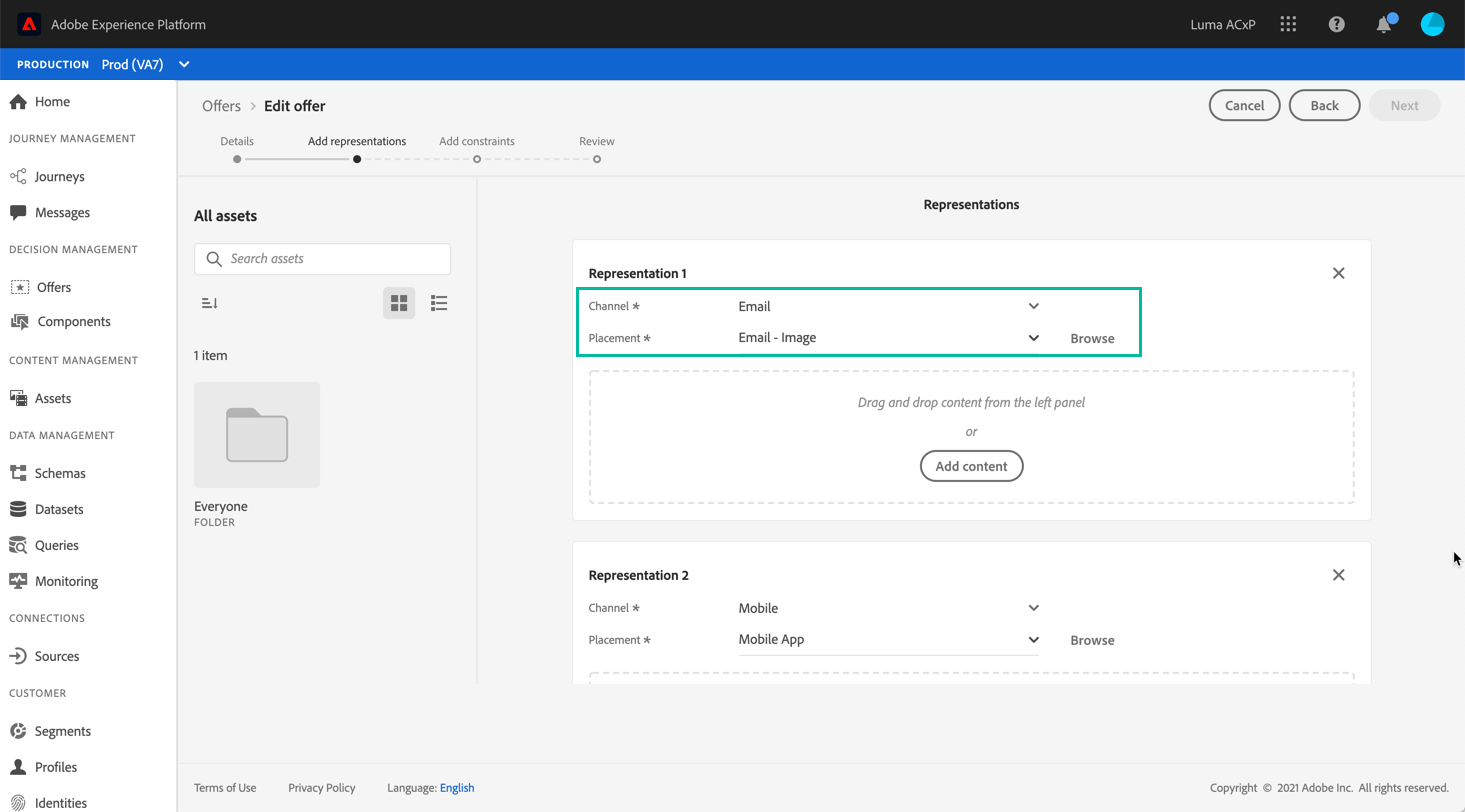 Adobe Experience Platform
Luma ACxP
PRODUCTION Prod (VA7)
Home
JOURNEY MANAGEMENT
Journeys
Messages
DECISION MANAGEMENT
Offers
Components
CONTENT MANAGEMENT
Assets
DATA MANAGEMENT
Schemas
Datasets
Queries
Monitoring
CONNECTIONS
Sources
CUSTOMER
Segments
Profiles
Identities
Offers > Edit offer
Cancel Back Next
Details Add representations Add constraints Review
All assets
Search assets
1 item
Everyone
FOLDER
Representations
Representation 1
Channel * Email
Placement * Email - Image Browse
Drag and drop content from the left panel
or
Add content
Representation 2
Channel * Mobile
Placement * Mobile App Browse
Terms of Use Privacy Policy Language: English Copyright © 2021 Adobe Inc. All rights reserved.